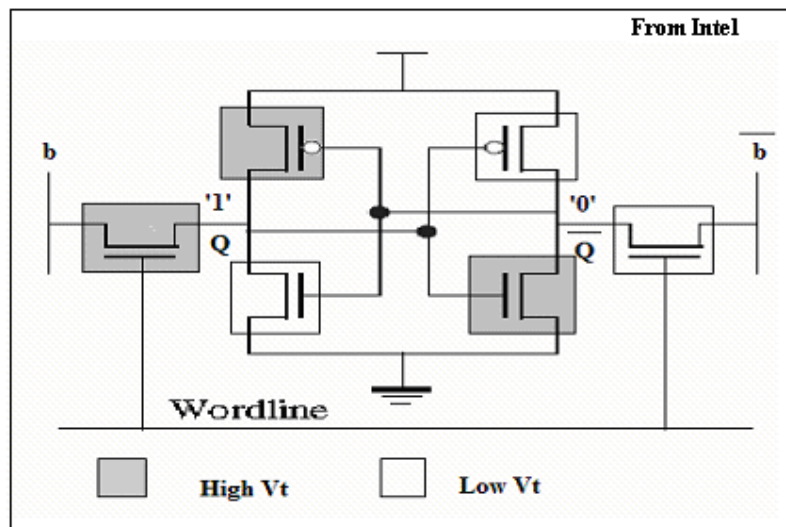 From Intel
b
b
'1'
'0'
Q
Q
Wordline
High Vt
Low Vt